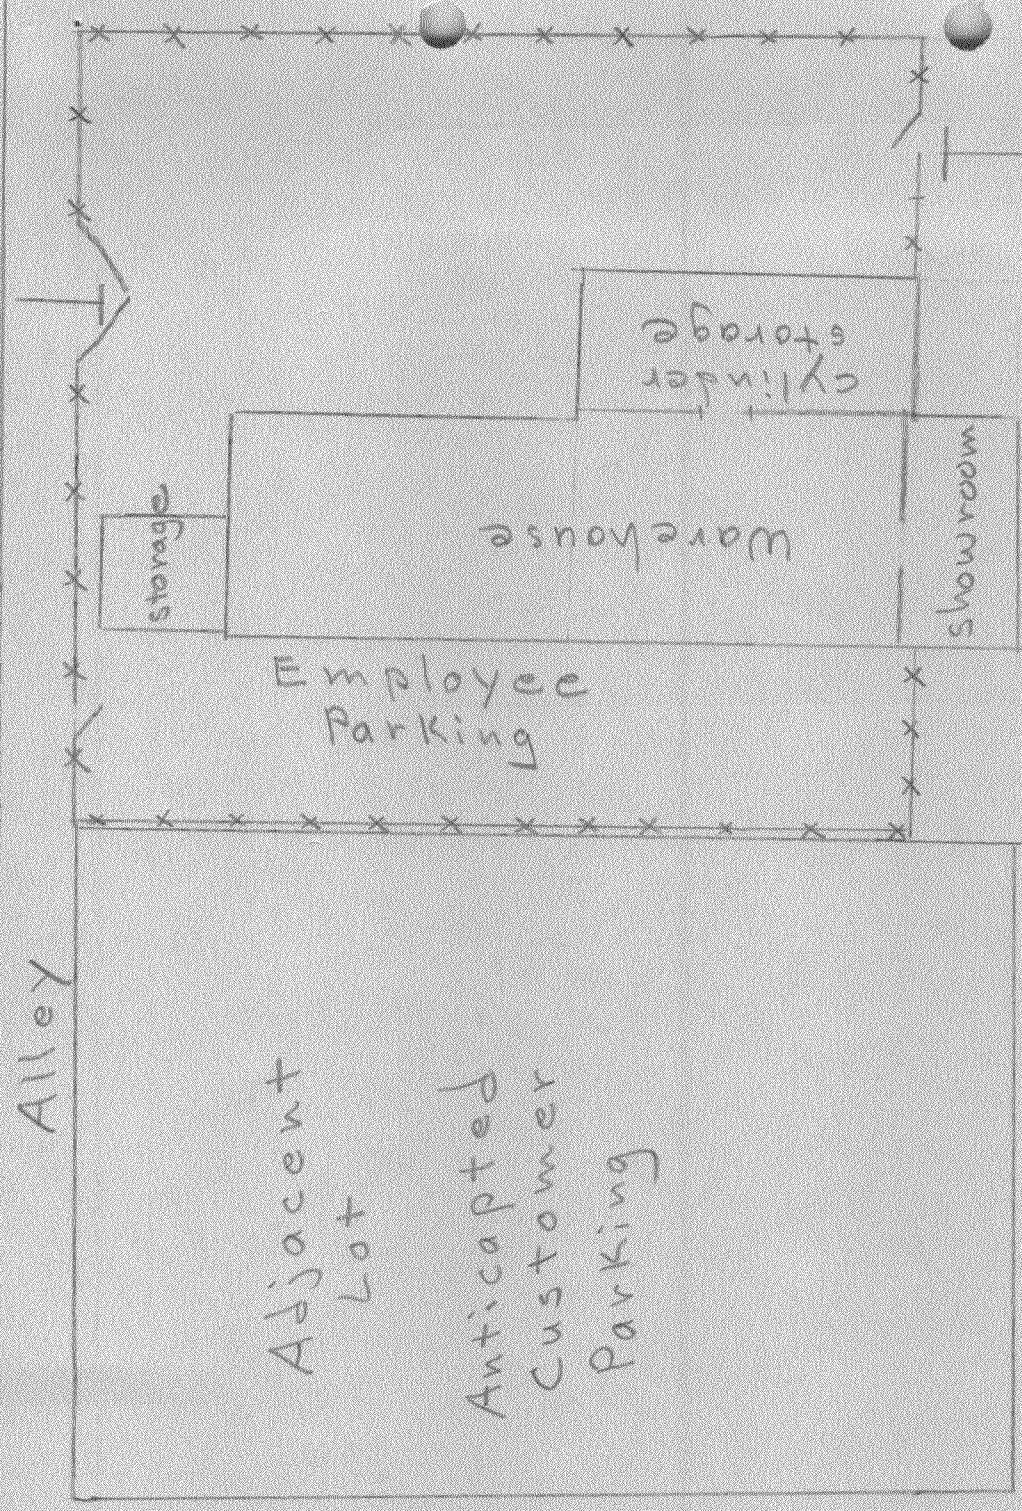 cylinder
storage
Warehouse
Showroom
storage
Employee
Parking
Alley
Adjacent
Lot
Anticapted
Customer
Parking